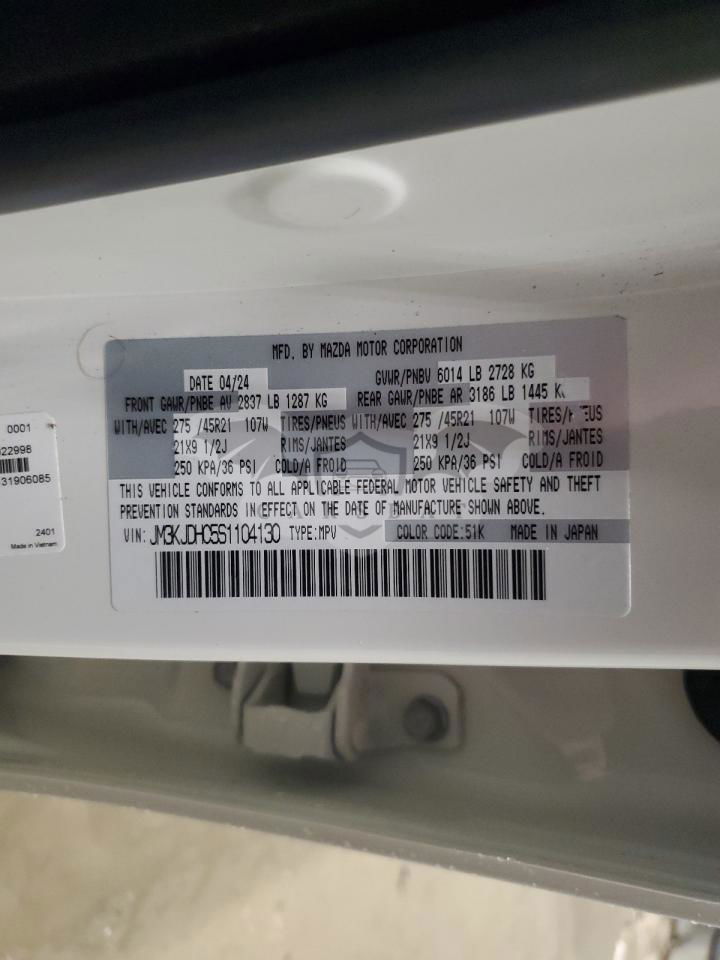 MFD. BY MAZDA MOTOR CORPORATION
DATE 04/24
GVWR/PNBV 6014 LB 2728 KG
FRONT GAWR/PNBE AV 2837 LB 1287 KG
REAR GAWR/PNBE AR 3186 LB 1445
WITH/AVEC 275 /45R21 107W TIRES/PNEUS
21X9 1/2J RIMS/JANTES
250 KPA/36 PSI COLD/A FROID
WITH/AVEC 275 /45R21 107W
21X9 1/2J RIMS/JANTES
250 KPA/36 PSI COLD/A FROID
THIS VEHICLE CONFORMS TO ALL APPLICABLE FEDERAL MOTOR VEHICLE SAFETY AND THEFT
PREVENTION STANDARDS IN EFFECT ON THE DATE OF MANUFACTURE SHOWN ABOVE.
VIN: JM3KJDHC5S1104130 TYPE:MPV
COLOR CODE:51K MADE IN JAPAN
0001
22998
31906085
2401
Made in Vietnam